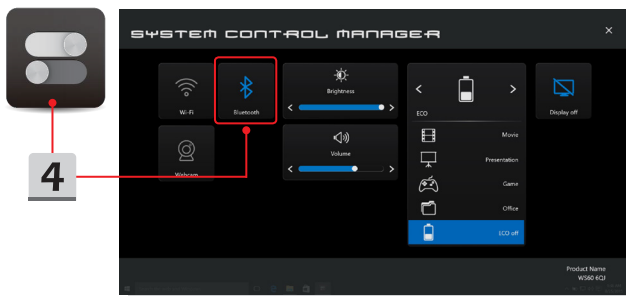 SYSTEM CONTROL MANAGER
Wi-Fi
Bluetooth
Brightness
ECO
Display off
Movie
Webcam
Volume
Presentation
Game
Office
ECO off
4
Product Name
WS60 6QJ